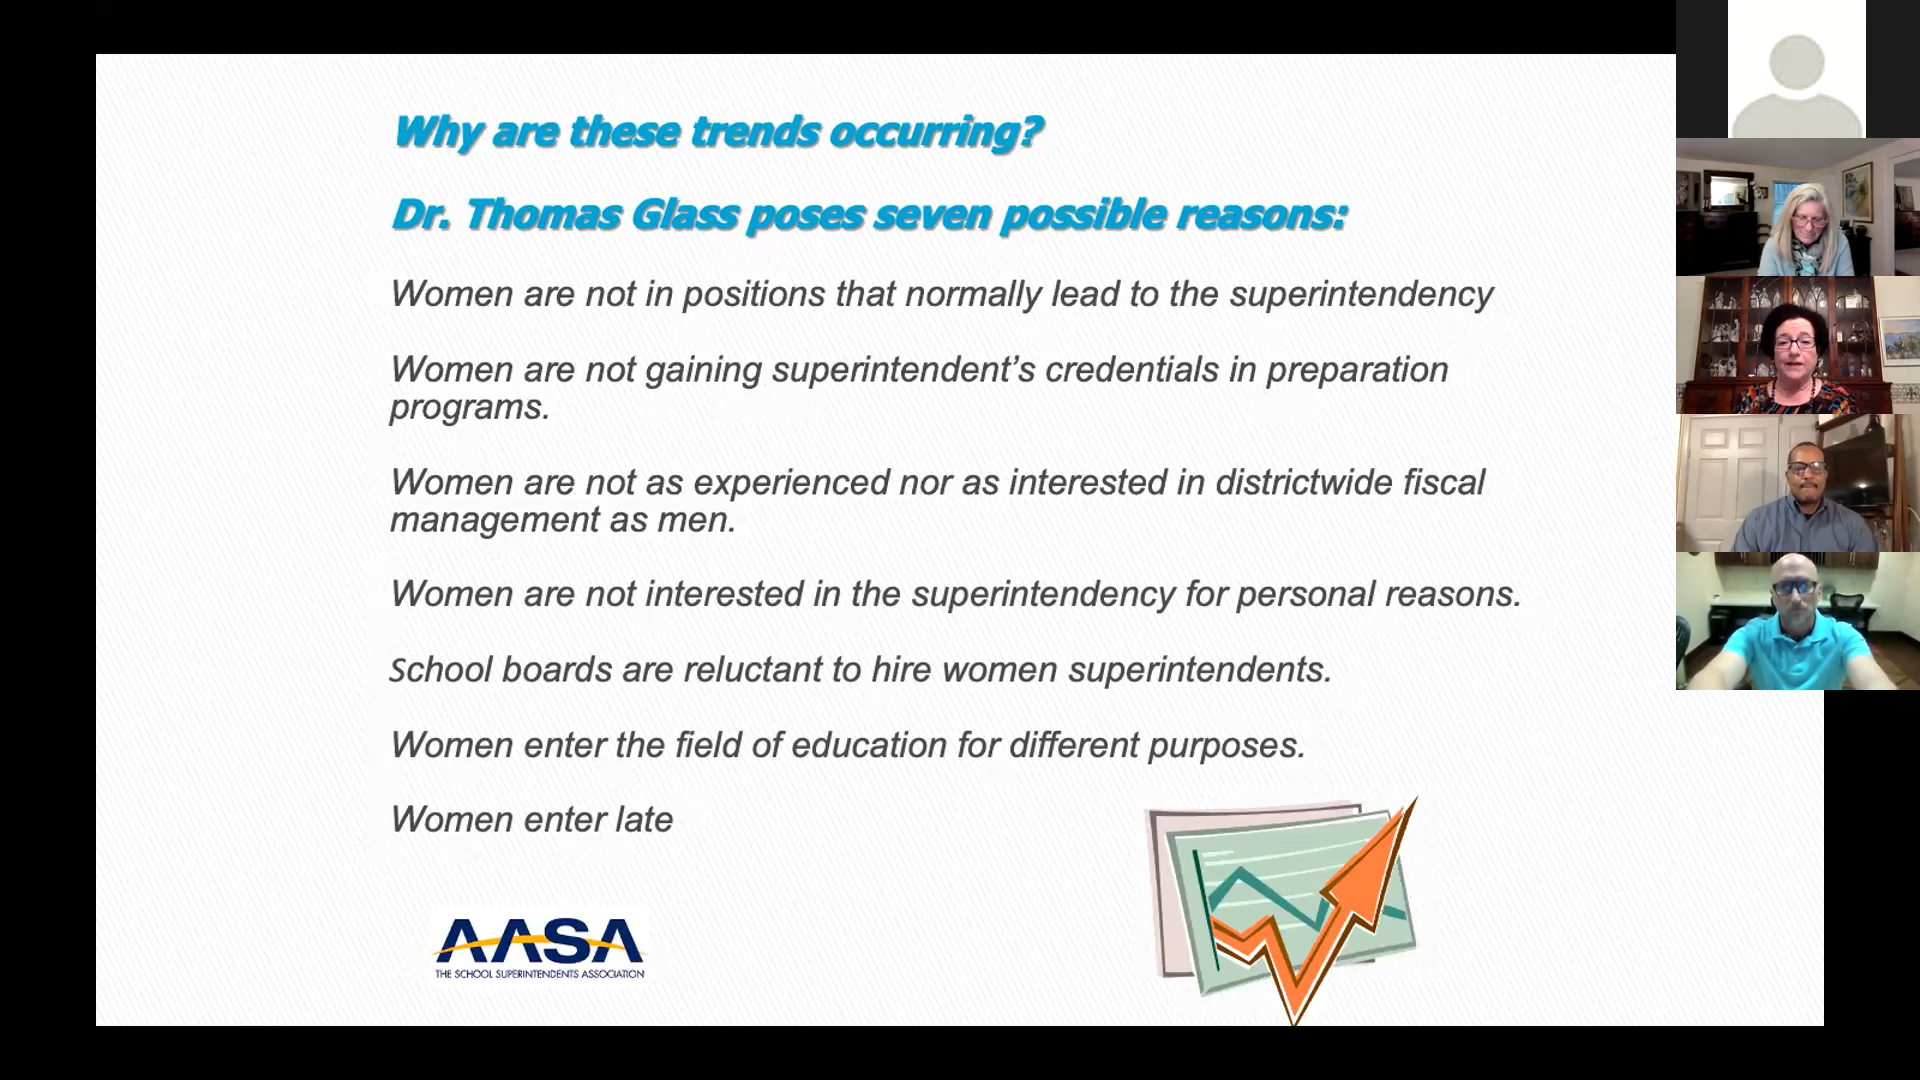 Why are these trends occurring?
Dr. Thomas Glass poses seven possible reasons:
Women are not in positions that normally lead to the superintendency
Women are not gaining superintendent’s credentials in preparation
programs.
Women are not as experienced nor as interested in districtwide fiscal
management as men.
Women are not interested in the superintendency for personal reasons.
School boards are reluctant to hire women superintendents.
Women enter the field of education for different purposes.
Women enter late
AASA
THE SCHOOL SUPERINTENDENTS ASSOCIATION